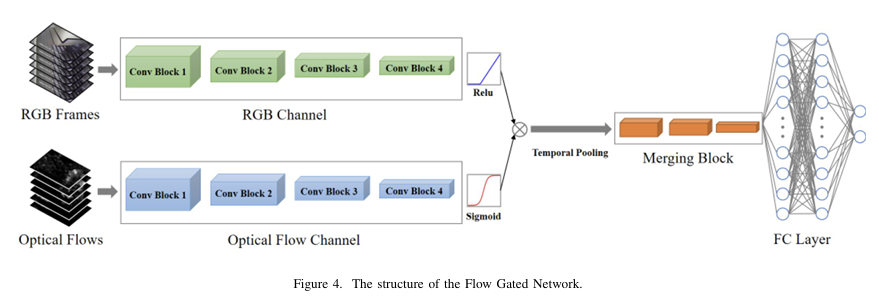 Conv Block 1
Conv Block 2
Conv Block 3
Conv Block 4
RGB Frames
RGB Channel
Relu
Temporal Pooling
Merging Block
Conv Block 1
Conv Block 2
Conv Block 3
Conv Block 4
Optical Flows
Optical Flow Channel
Sigmoid
FC Layer
Figure 4. The structure of the Flow Gated Network.